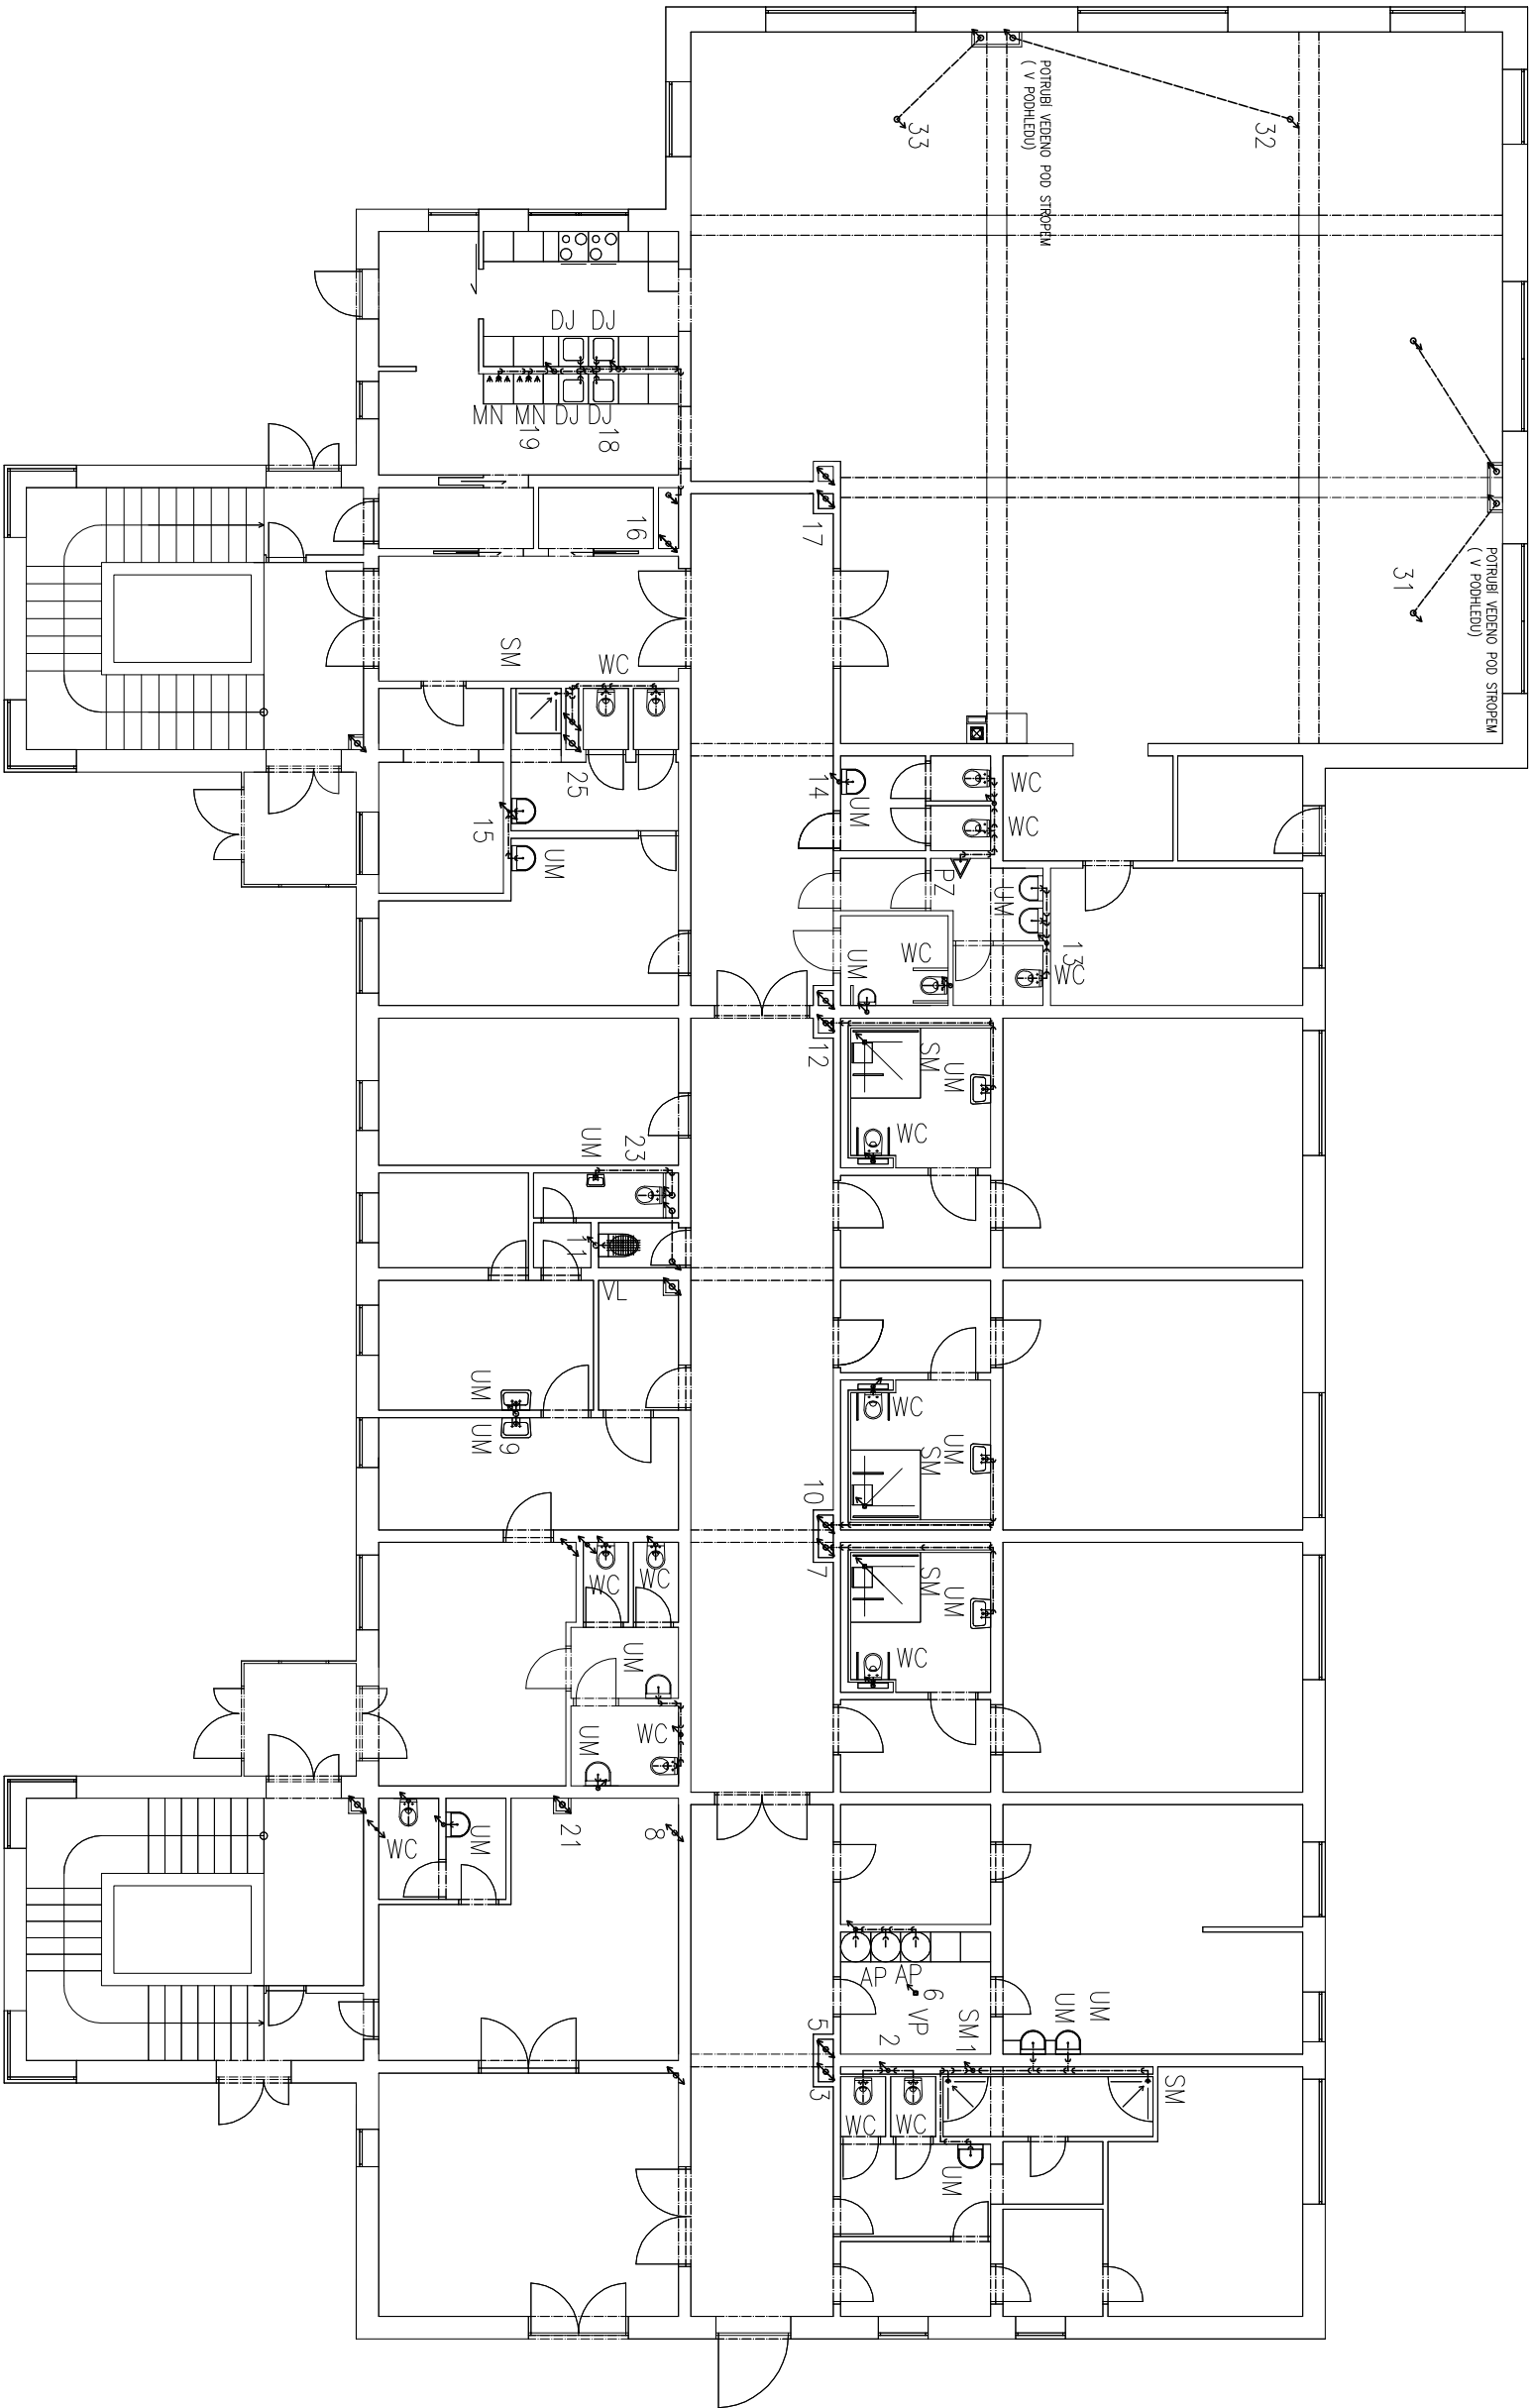 POTRUBÍ VEDENO POD STROPEM
( V PODHLEDU)
33
32
DJ DJ
MN MN DJ DJ
19
18
POTRUBÍ VEDENO POD STROPEM
( V PODHLEDU)
31
16
17
SM
WC
25
15
UM
14
UM
WC
WC
PZ
UM
13
WC
WC
UM
12
SM
UM
WC
23
UM
11
VL
UM
UM
9
WC
UM
SM
10
7
SM
UM
WC
WC
WC
UM
WC
UM
WC
UM
21
8
AP AP
6
VP
SM 1
2
UM
UM
5
3
SM
WC
WC
UM